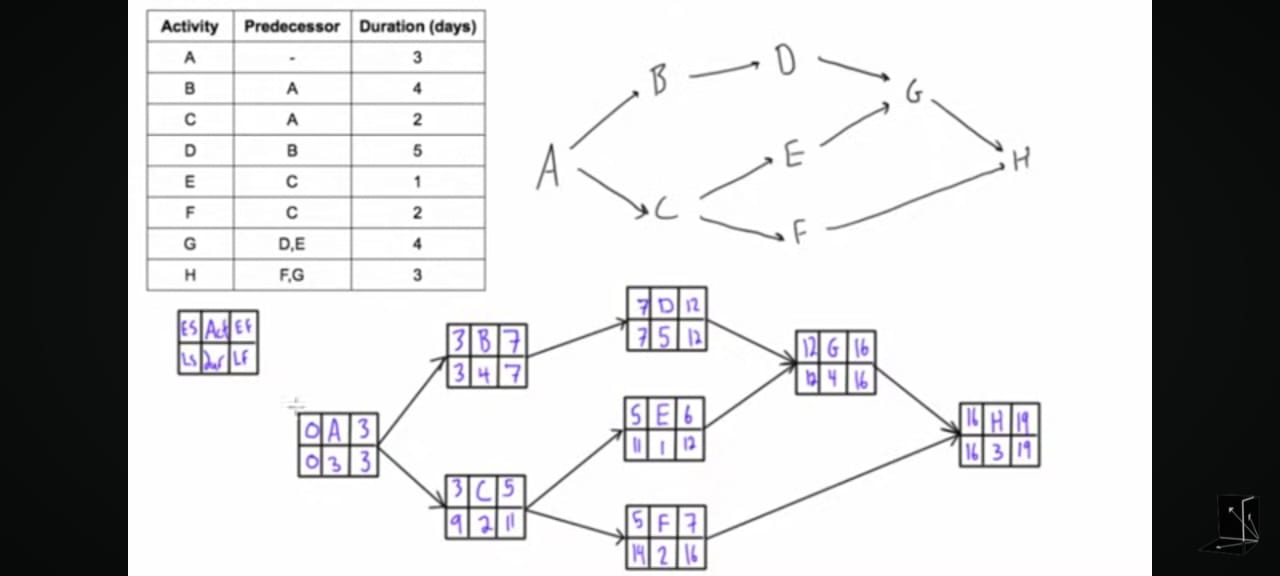 Activity Predecessor Duration (days)
A - 3
B A 4
C A 2
D B 5
E C 1
F C 2
G D,E 4
H F,G 3
B D
G
A E H
C
F
ES Act EF
LS Dur LF
7 D 12
7 5 12
3 B 7
3 4 7
12 G 16
12 4 16
5 E 6
11 1 12
0 A 3
0 3 3
16 H 19
16 3 19
3 C 5
9 2 11
5 F 7
14 2 16